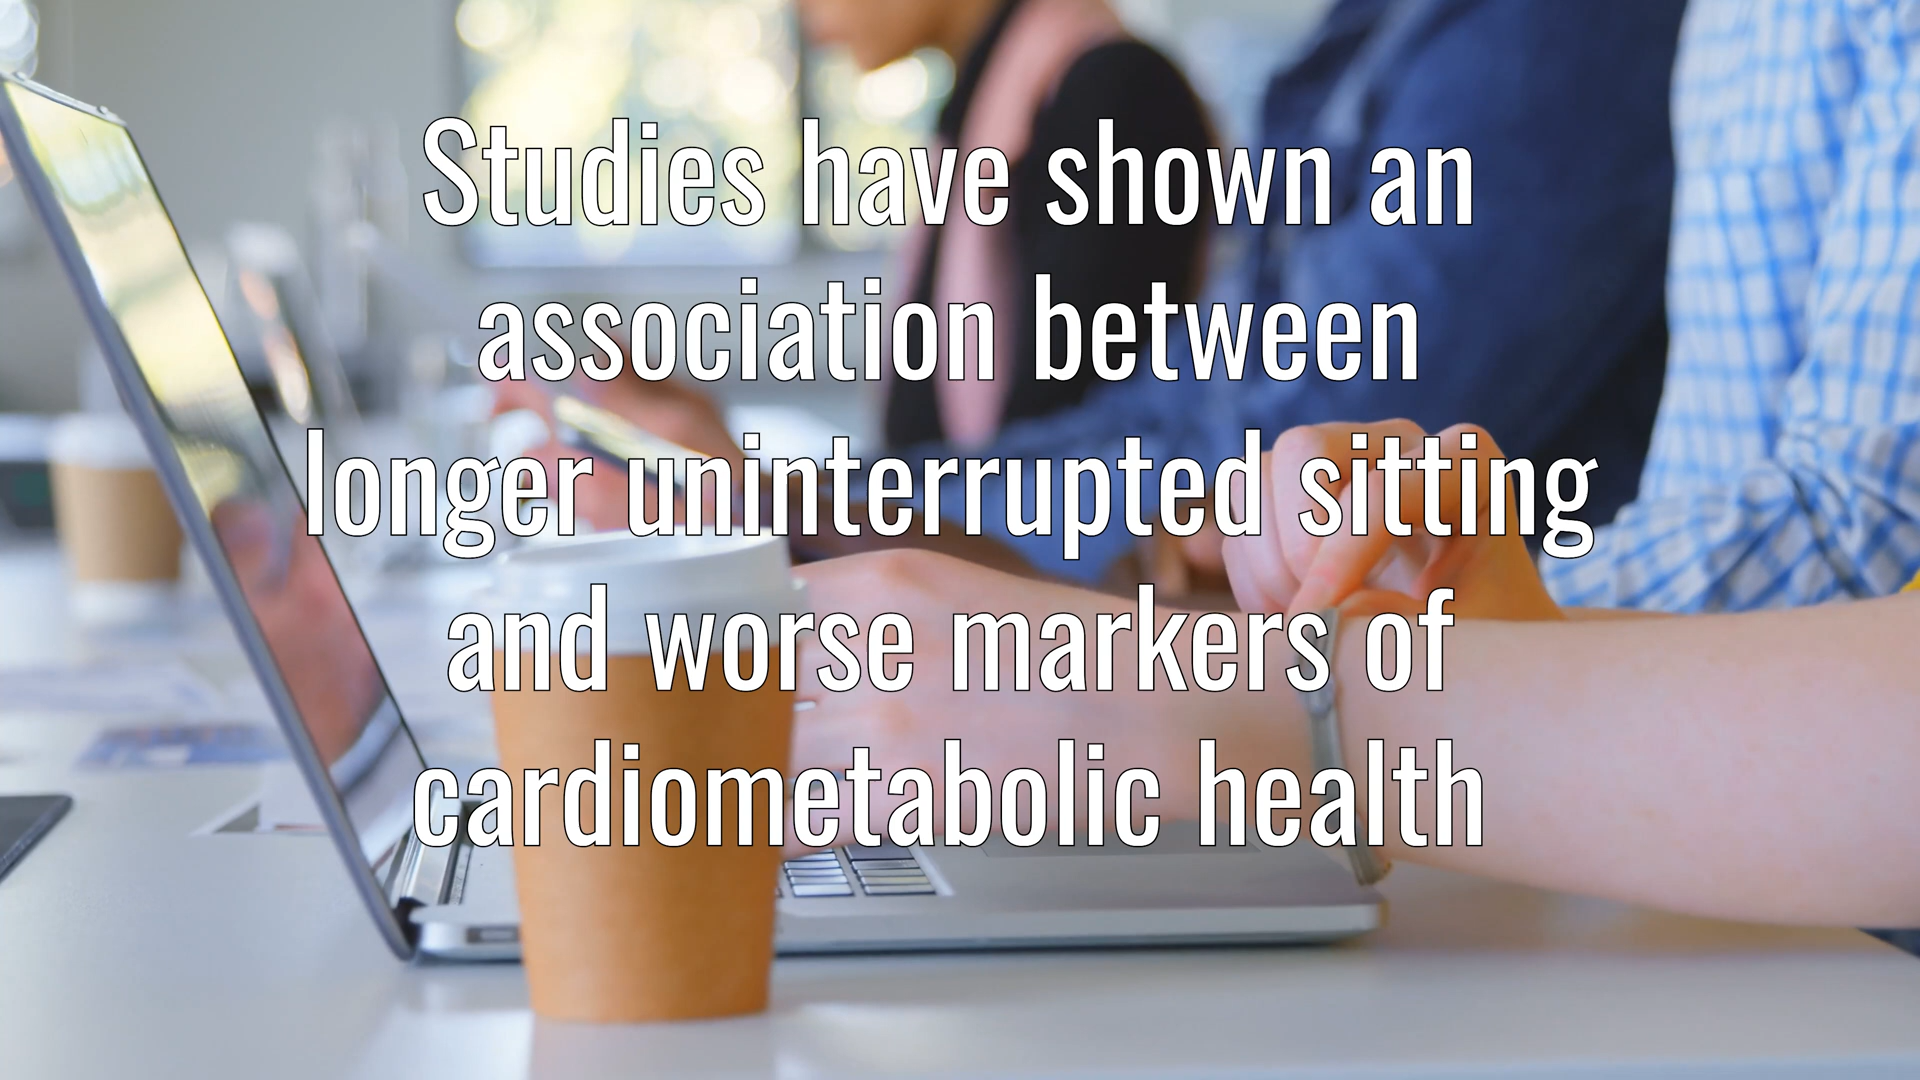 Studies have shown an
association between
longer uninterrupted sitting
and worse markers of
cardiometabolic health